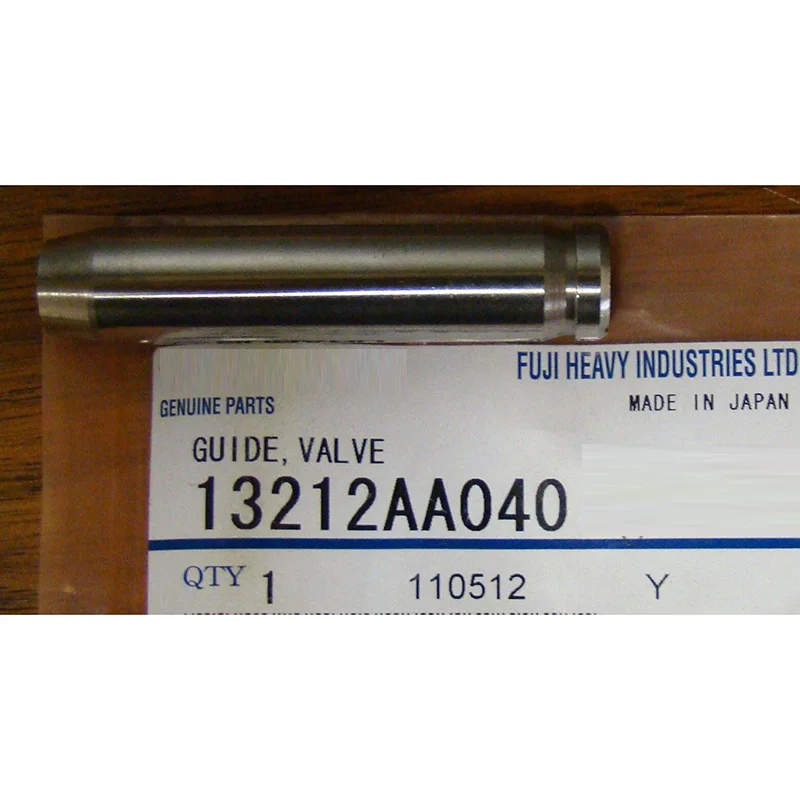 FUJI HEAVY INDUSTRIES LTD
GENUINE PARTS
MADE IN JAPAN
GUIDE, VALVE
13212AA040
QTY 1 110512 Y